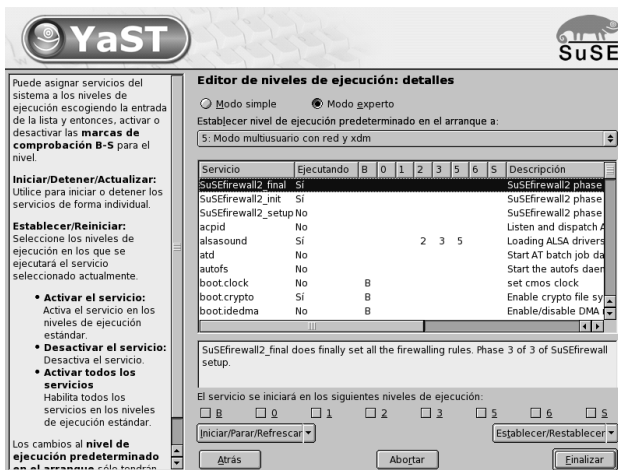 YaST
SuSE
Puede asignar servicios del
sistema a los niveles de
ejecución escogiendo la entrada
de la lista y entonces, activar o
desactivar las marcas de
comprobación B-S para el
nivel.
Iniciar/Detener/Actualizar:
Utilice para iniciar o detener los
servicios de forma individual.
Establecer/Reiniciar:
Seleccione los niveles de
ejecución en los que se
ejecutará el servicio
seleccionado actualmente.
• Activar el servicio:
Activa el servicio en los
niveles de ejecución
estándar.
• Desactivar el servicio:
Desactiva el servicio.
• Activar todos los
servicios
Habilita todos los
servicios en los niveles
de ejecución estándar.
Los cambios al nivel de
ejecución predeterminado
en el arranque sólo tendrán
Editor de niveles de ejecución: detalles
Modo simple Modo experto
Establecer nivel de ejecución predeterminado en el arranque a:
5: Modo multiusuario con red y xdm
Servicio Ejecutando B 0 1 2 3 5 6 S Descripción
SuSEfirewall2_final Sí SuSEfirewall2 phase
SuSEfirewall2_init Sí SuSEfirewall2 phase
SuSEfirewall2_setup No SuSEfirewall2 phase
acpid No Listen and dispatch A
alsasound Sí 2 3 5 Loading ALSA drivers
atd No Start AT batch job da
autofs No Start the autofs daer
boot.clock No B set cmos clock
boot.crypto Sí B Enable crypto file sy
boot.idedma No B Enable/disable DMA
SuSEfirewall2_final does finally set all the firewalling rules. Phase 3 of 3 of SuSEfirewall
setup.
El servicio se iniciará en los siguientes niveles de ejecución:
B 0 1 2 3 5 6 S
Iniciar/Parar/Refrescar Establecer/Restablecer
Atrás Abortar Finalizar